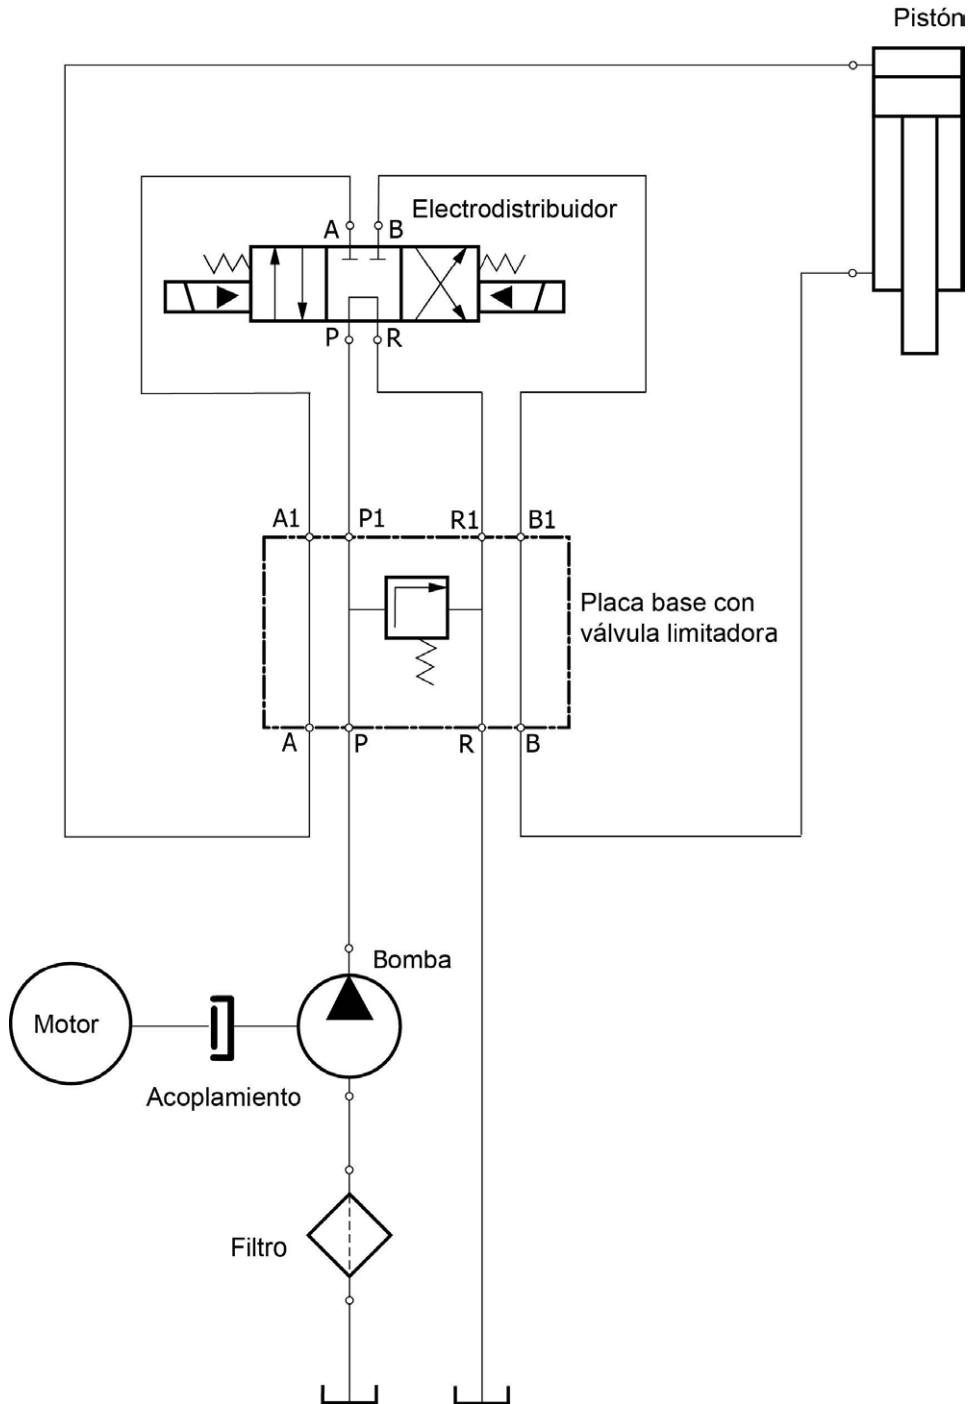 Pistón
Electrodistribuidor
A B
P R
A1 P1 R1 B1
Placa base con
válvula limitadora
A P R B
Bomba
Motor
Acoplamiento
Filtro